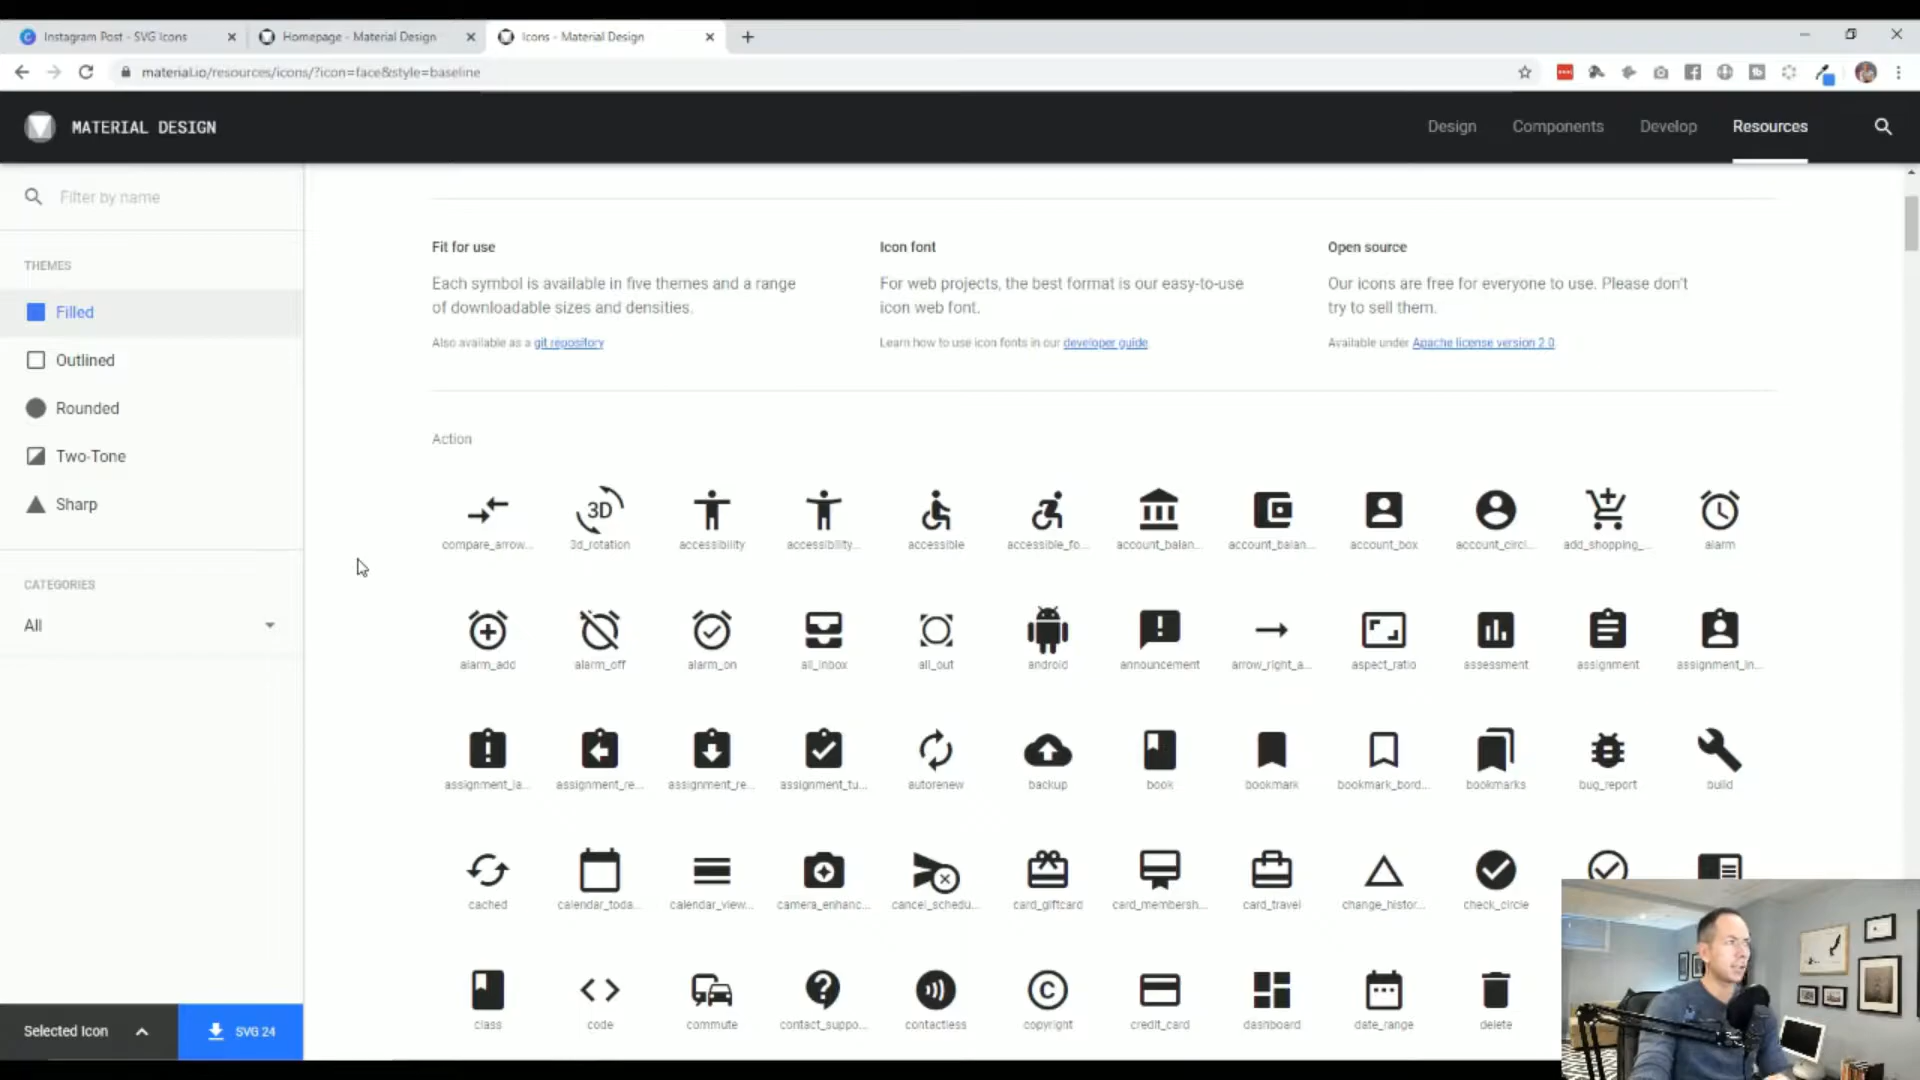 Instagram Post - SVG Icons
Homepage - Material Design
Icons - Material Design
material.io/resources/icons/?icon=face&style=baseline
MATERIAL DESIGN
Design
Components
Develop
Resources
Filter by name
THEMES
Filled
Outlined
Rounded
Two-Tone
Sharp
CATEGORIES
All
Selected Icon
SVG 24
Fit for use
Each symbol is available in five themes and a range
of downloadable sizes and densities.
Also available as a git repository
Icon font
For web projects, the best format is our easy-to-use
icon web font.
Learn how to use icon fonts in our developer guide
Open source
Our icons are free for everyone to use. Please don't
try to sell them.
Available under Apache license version 2.0
Action
3D
compare_arrow... 3d_rotation accessibility accessibility... accessible accessible_fo... account_balan... account_balan... account_box account_circl... add_shopping_... alarm
alarm_add alarm_off alarm_on all_inbox all_out android announcement arrow_right_a... aspect_ratio assessment assignment assignment_in...
assignment_la... assignment_re... assignment_re... assignment_tu... autorenew backup book bookmark bookmark_bord... bookmarks bug_report build
cached calendar_toda... calendar_view... camera_enhanc... cancel_schedu... card_giftcard card_membersh... card_travel change_histor... check_circle
class code commute contact_suppo... contactless copyright credit_card dashboard date_range delete